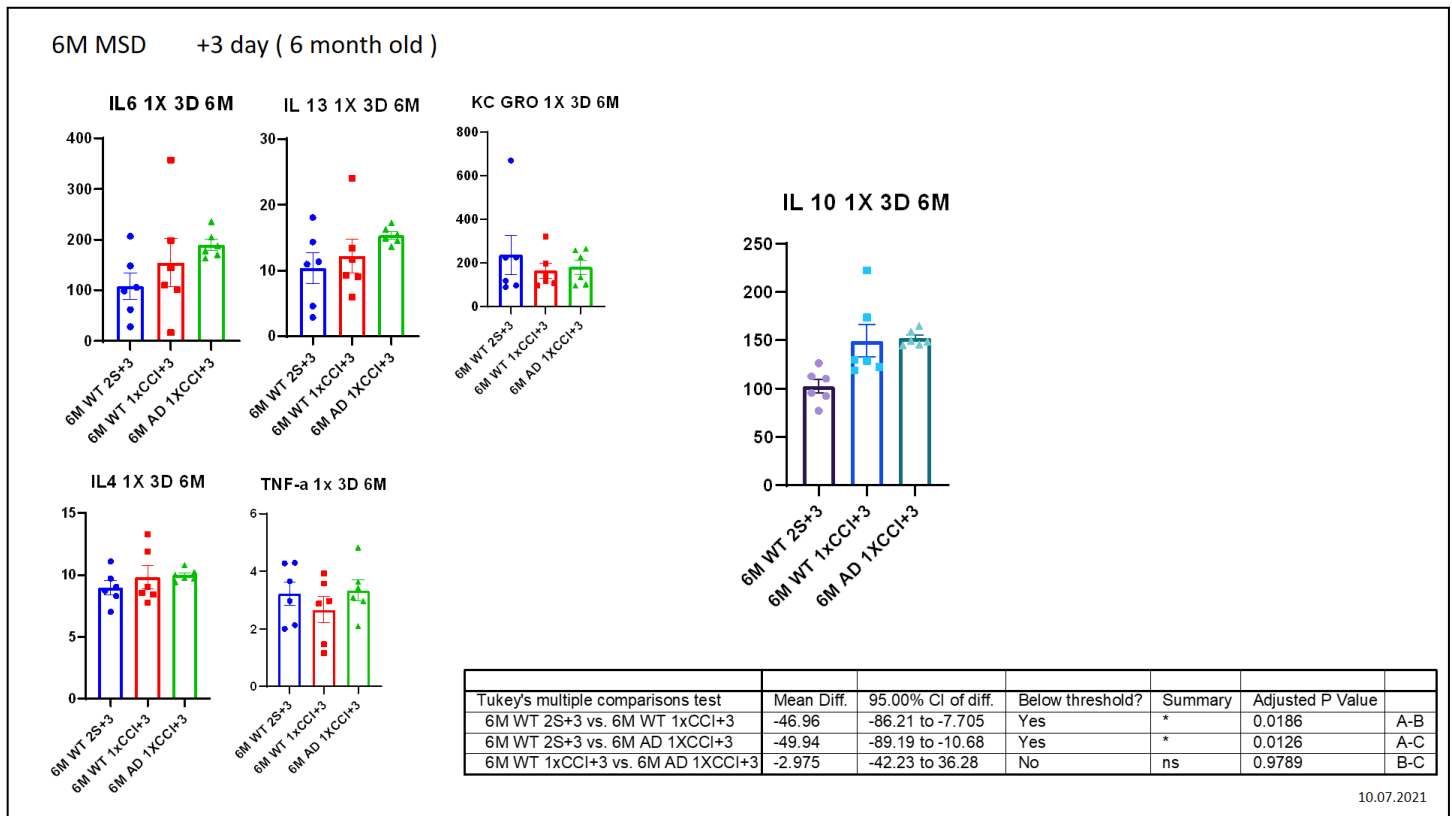 6M MSD +3 day ( 6 month old )
IL6 1X 3D 6M
400
300
200
100
0
6M WT 2S+3
6M WT 1xCCI+3
6M AD 1XCCI+3
IL 13 1X 3D 6M
30
20
10
0
6M WT 2S+3
6M WT 1xCCI+3
6M AD 1XCCI+3
KC GRO 1X 3D 6M
800
600
400
200
0
6M WT 2S+3
6M WT 1xCCI+3
6M AD 1XCCI+3
IL 10 1X 3D 6M
250
200
150
100
50
0
6M WT 2S+3
6M WT 1xCCI+3
6M AD 1XCCI+3
IL4 1X 3D 6M
15
10
5
0
6M WT 2S+3
6M WT 1xCCI+3
6M AD 1XCCI+3
TNF-a 1x 3D 6M
6
4
2
0
6M WT 2S+3
6M WT 1xCCI+3
6M AD 1XCCI+3
Tukey's multiple comparisons test Mean Diff. 95.00% CI of diff. Below threshold? Summary Adjusted P Value
6M WT 2S+3 vs. 6M WT 1xCCI+3 -46.96 -86.21 to -7.705 Yes * 0.0186 A-B
6M WT 2S+3 vs. 6M AD 1XCCI+3 -49.94 -89.19 to -10.68 Yes * 0.0126 A-C
6M WT 1xCCI+3 vs. 6M AD 1XCCI+3 -2.975 -42.23 to 36.28 No ns 0.9789 B-C
10.07.2021